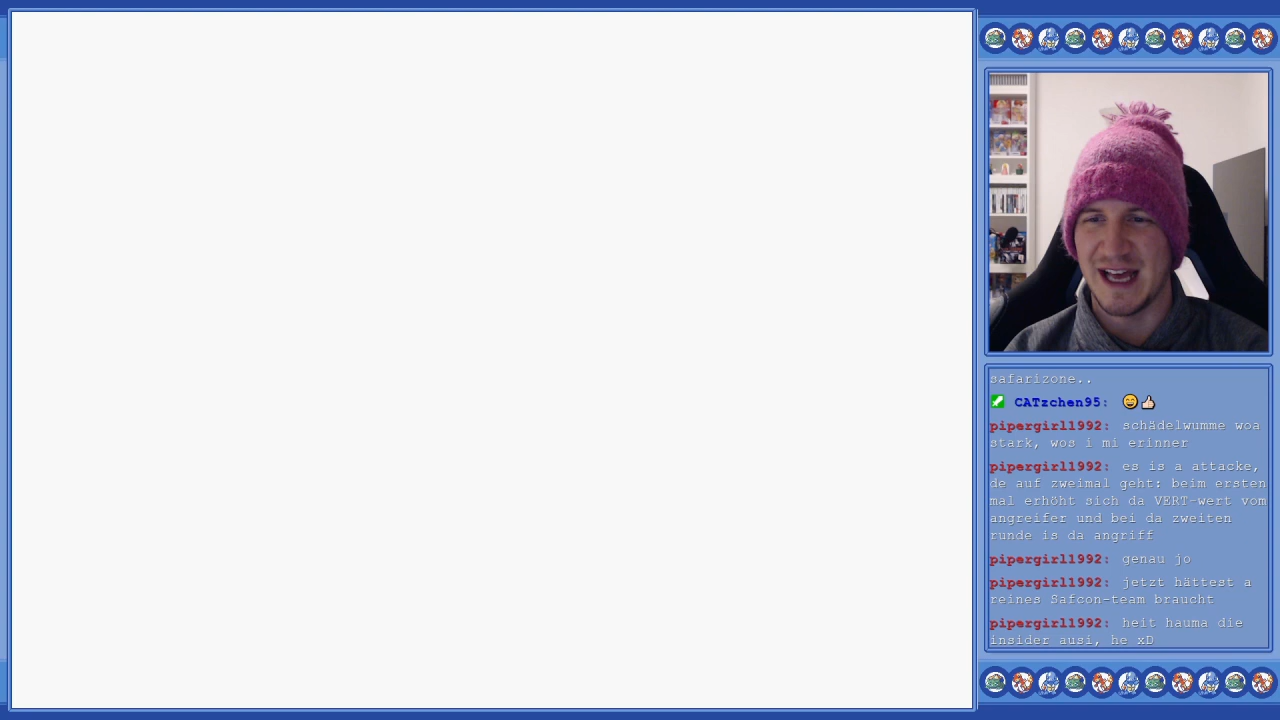 safarizone..
CATzchen95: 😄👍
pipergirl1992: schädelwumme woa
stark, wos i mi erinner
pipergirl1992: es is a attacke,
de auf zweimal geht: beim ersten
mal erhöht sich da VERT-wert vom
angreifer und bei da zweiten
runde is da angriff
pipergirl1992: genau jo
pipergirl1992: jetzt hättest a
reines Safcon-team braucht
pipergirl1992: heit hauma die
insider ausi, he xD